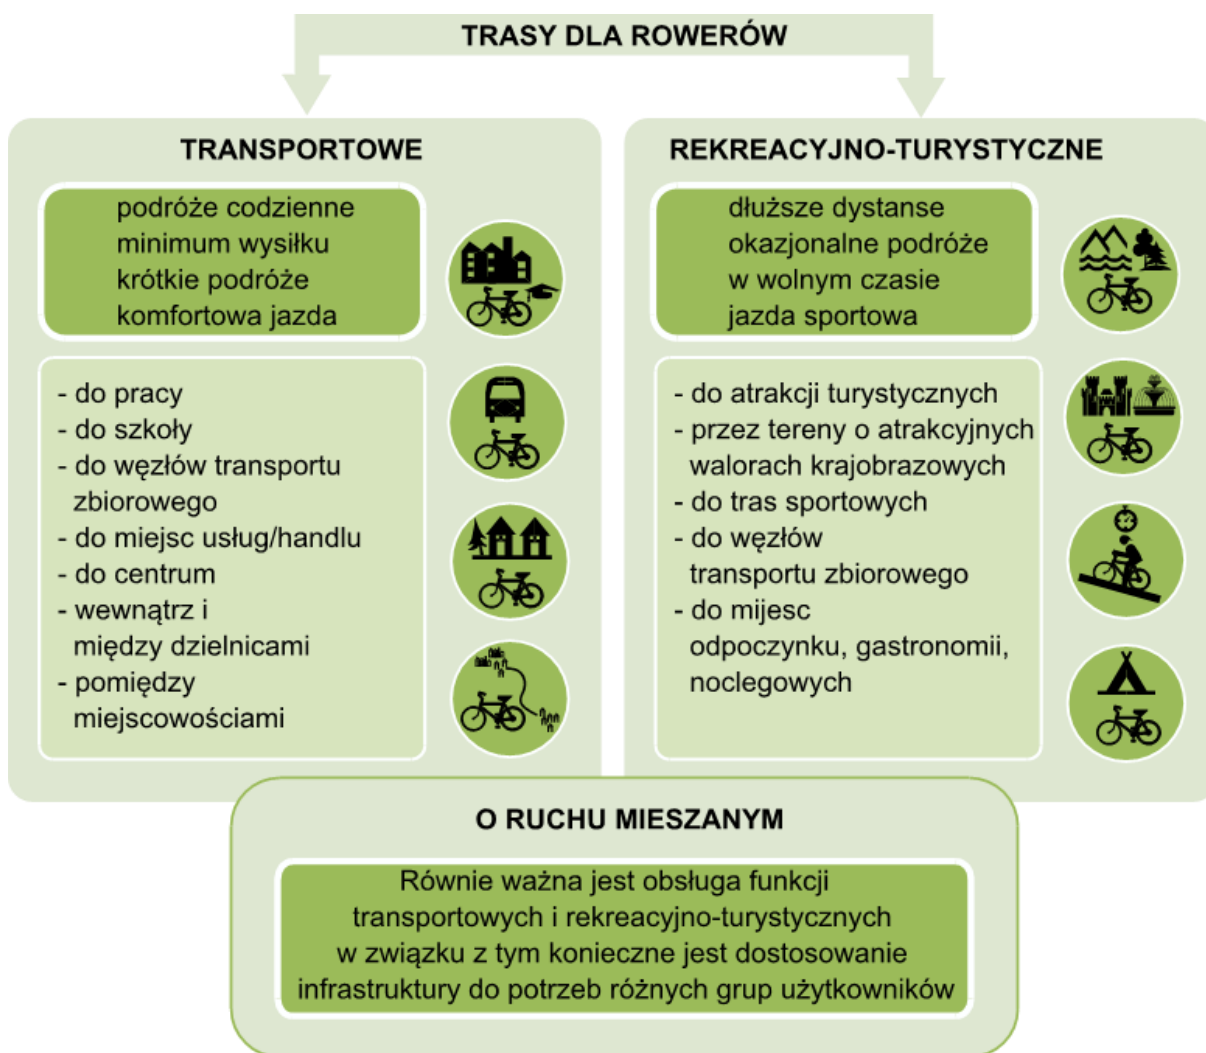 TRASY DLA ROWERÓW
TRANSPORTOWE
podróże codzienne
minimum wysiłku
krótkie podróże
komfortowa jazda
- do pracy
- do szkoły
- do węzłów transportu
zbiorowego
- do miejsc usług/handlu
- do centrum
- wewnątrz i
między dzielnicami
- pomiędzy
miejscowościami
REKREACYJNO-TURYSTYCZNE
dłuższe dystanse
okazjonalne podróże
w wolnym czasie
jazda sportowa
- do atrakcji turystycznych
- przez tereny o atrakcyjnych
walorach krajobrazowych
- do tras sportowych
- do węzłów
transportu zbiorowego
- do mijesc
odpoczynku, gastronomii,
noclegowych
O RUCHU MIESZANYM
Równie ważna jest obsługa funkcji
transportowych i rekreacyjno-turystycznych
w związku z tym konieczne jest dostosowanie
infrastruktury do potrzeb różnych grup użytkowników